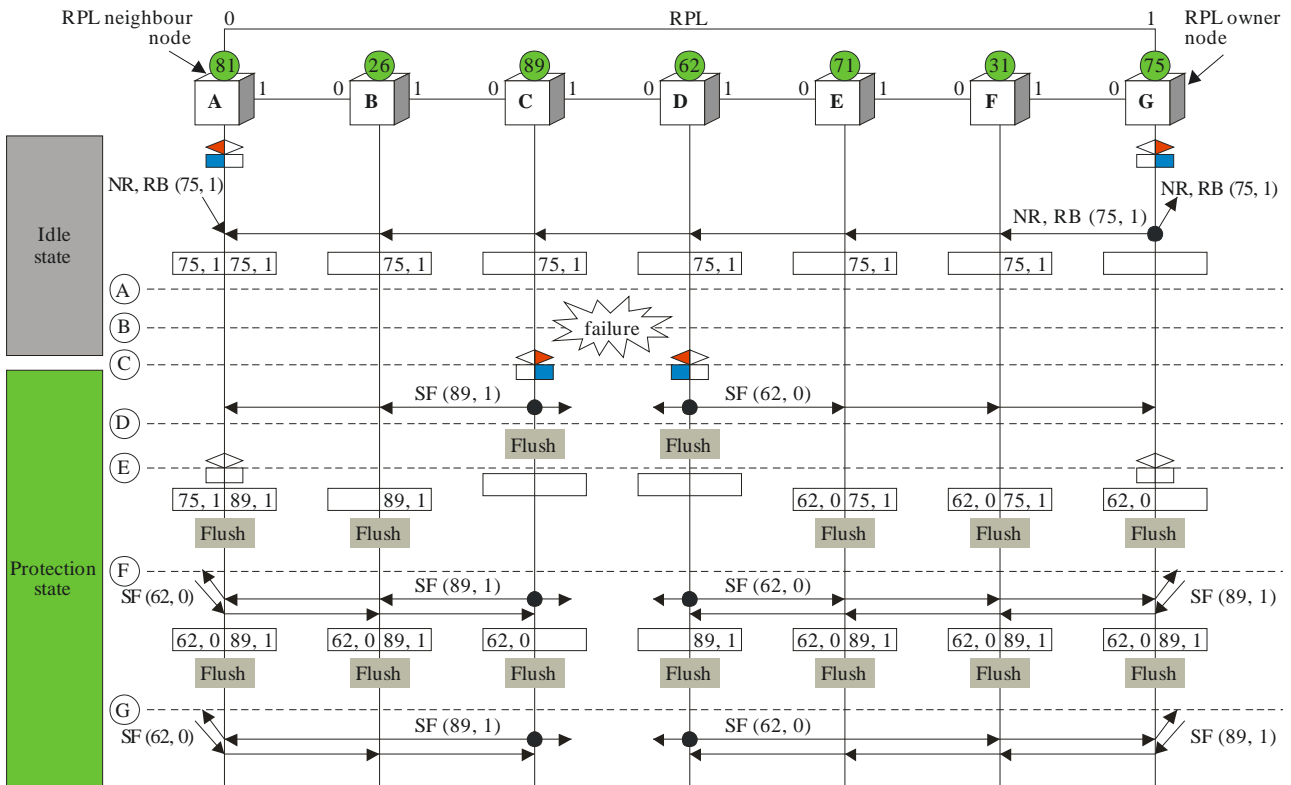 RPL neighbour node
0 RPL 1
RPL owner node
81 26 89 62 71 31 75
A 1 0 B 1 0 C 1 0 D 1 0 E 1 0 F 1 0 G
Idle state
NR, RB (75, 1)
NR, RB (75, 1)
NR, RB (75, 1)
75, 1 75, 1 75, 1 75, 1 75, 1 75, 1 75, 1
A
B
failure
C
Protection state
SF (89, 1) SF (62, 0)
D
Flush Flush
E
75, 1 89, 1 89, 1 62, 0 75, 1 62, 0 75, 1 62, 0
Flush Flush Flush Flush Flush
F
SF (62, 0) SF (89, 1) SF (62, 0) SF (89, 1)
62, 0 89, 1 62, 0 89, 1 62, 0 89, 1 62, 0 89, 1 62, 0 89, 1 62, 0 89, 1
Flush Flush Flush Flush Flush Flush Flush
G
SF (62, 0) SF (89, 1) SF (62, 0) SF (89, 1)